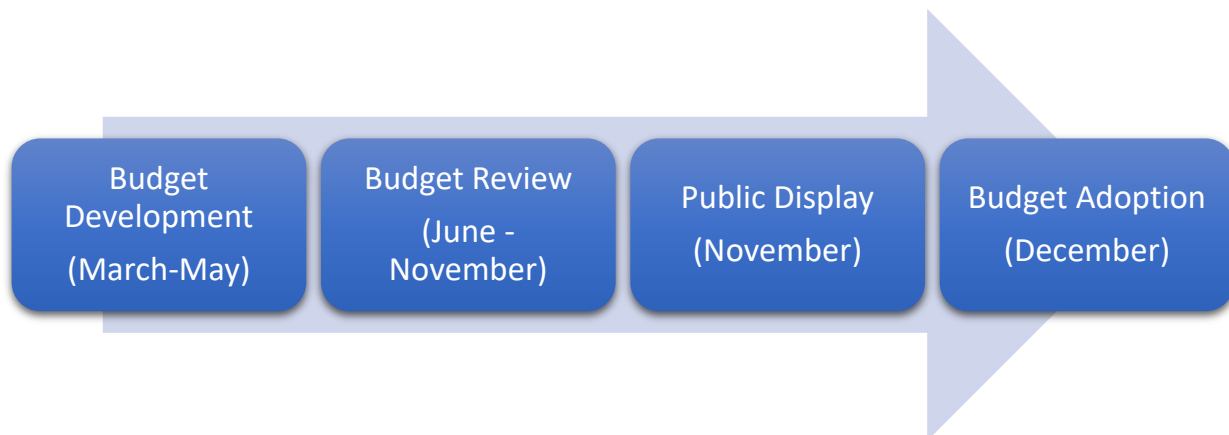 Budget
Development
(March-May)
Budget Review
(June -
November)
Public Display
(November)
Budget Adoption
(December)